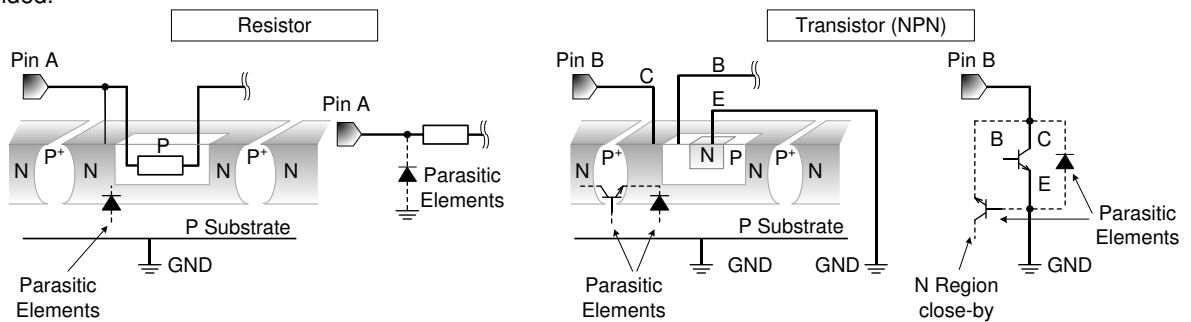 Resistor
Transistor (NPN)
Pin A
Pin A
N
P+
N
P
N
P+
N
Parasitic
Elements
P Substrate
GND
Parasitic
Elements
Pin B
C
B
E
N
P+
N
N
P
P+
N
P Substrate
GND
GND
Parasitic
Elements
Pin B
B
C
E
Parasitic
Elements
GND
N Region
close-by